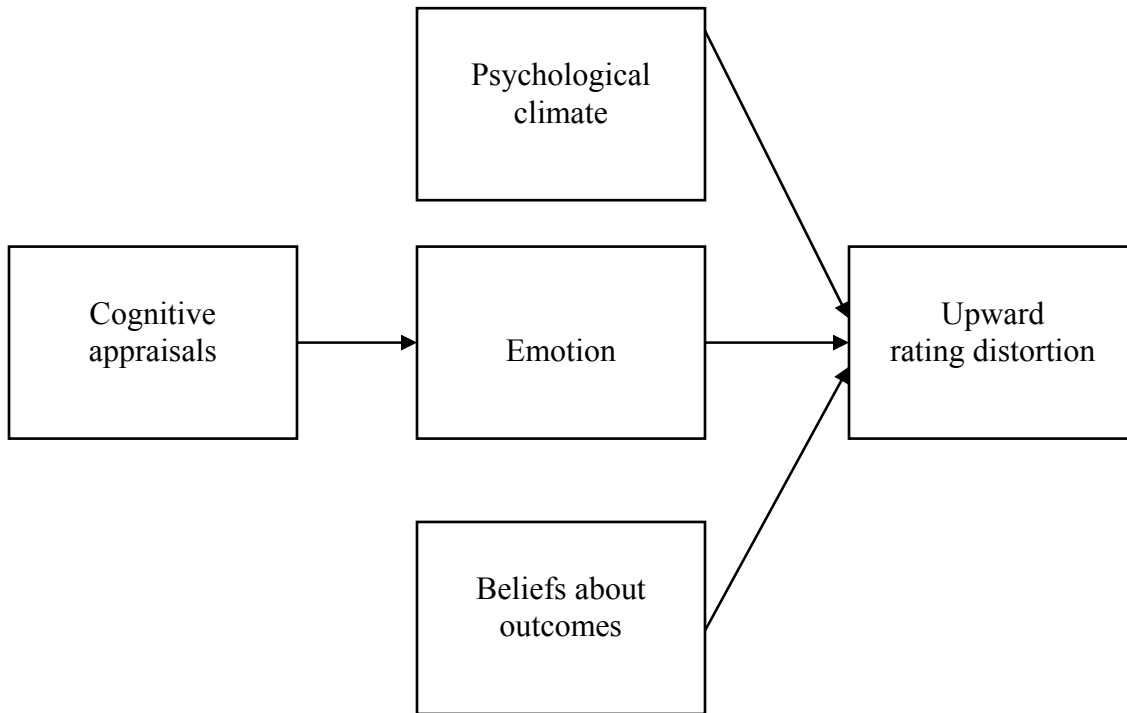 Psychological
climate
Cognitive
appraisals
Emotion
Upward
rating distortion
Beliefs about
outcomes